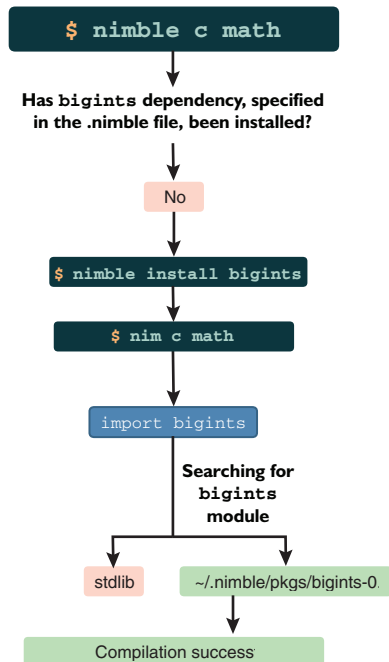 $ nimble c math
Has bigints dependency, specified
in the .nimble file, been installed?
No
$ nimble install bigints
$ nim c math
import bigints
Searching for
bigints
module
stdlib
~/.nimble/pkgs/bigints-0.
Compilation success